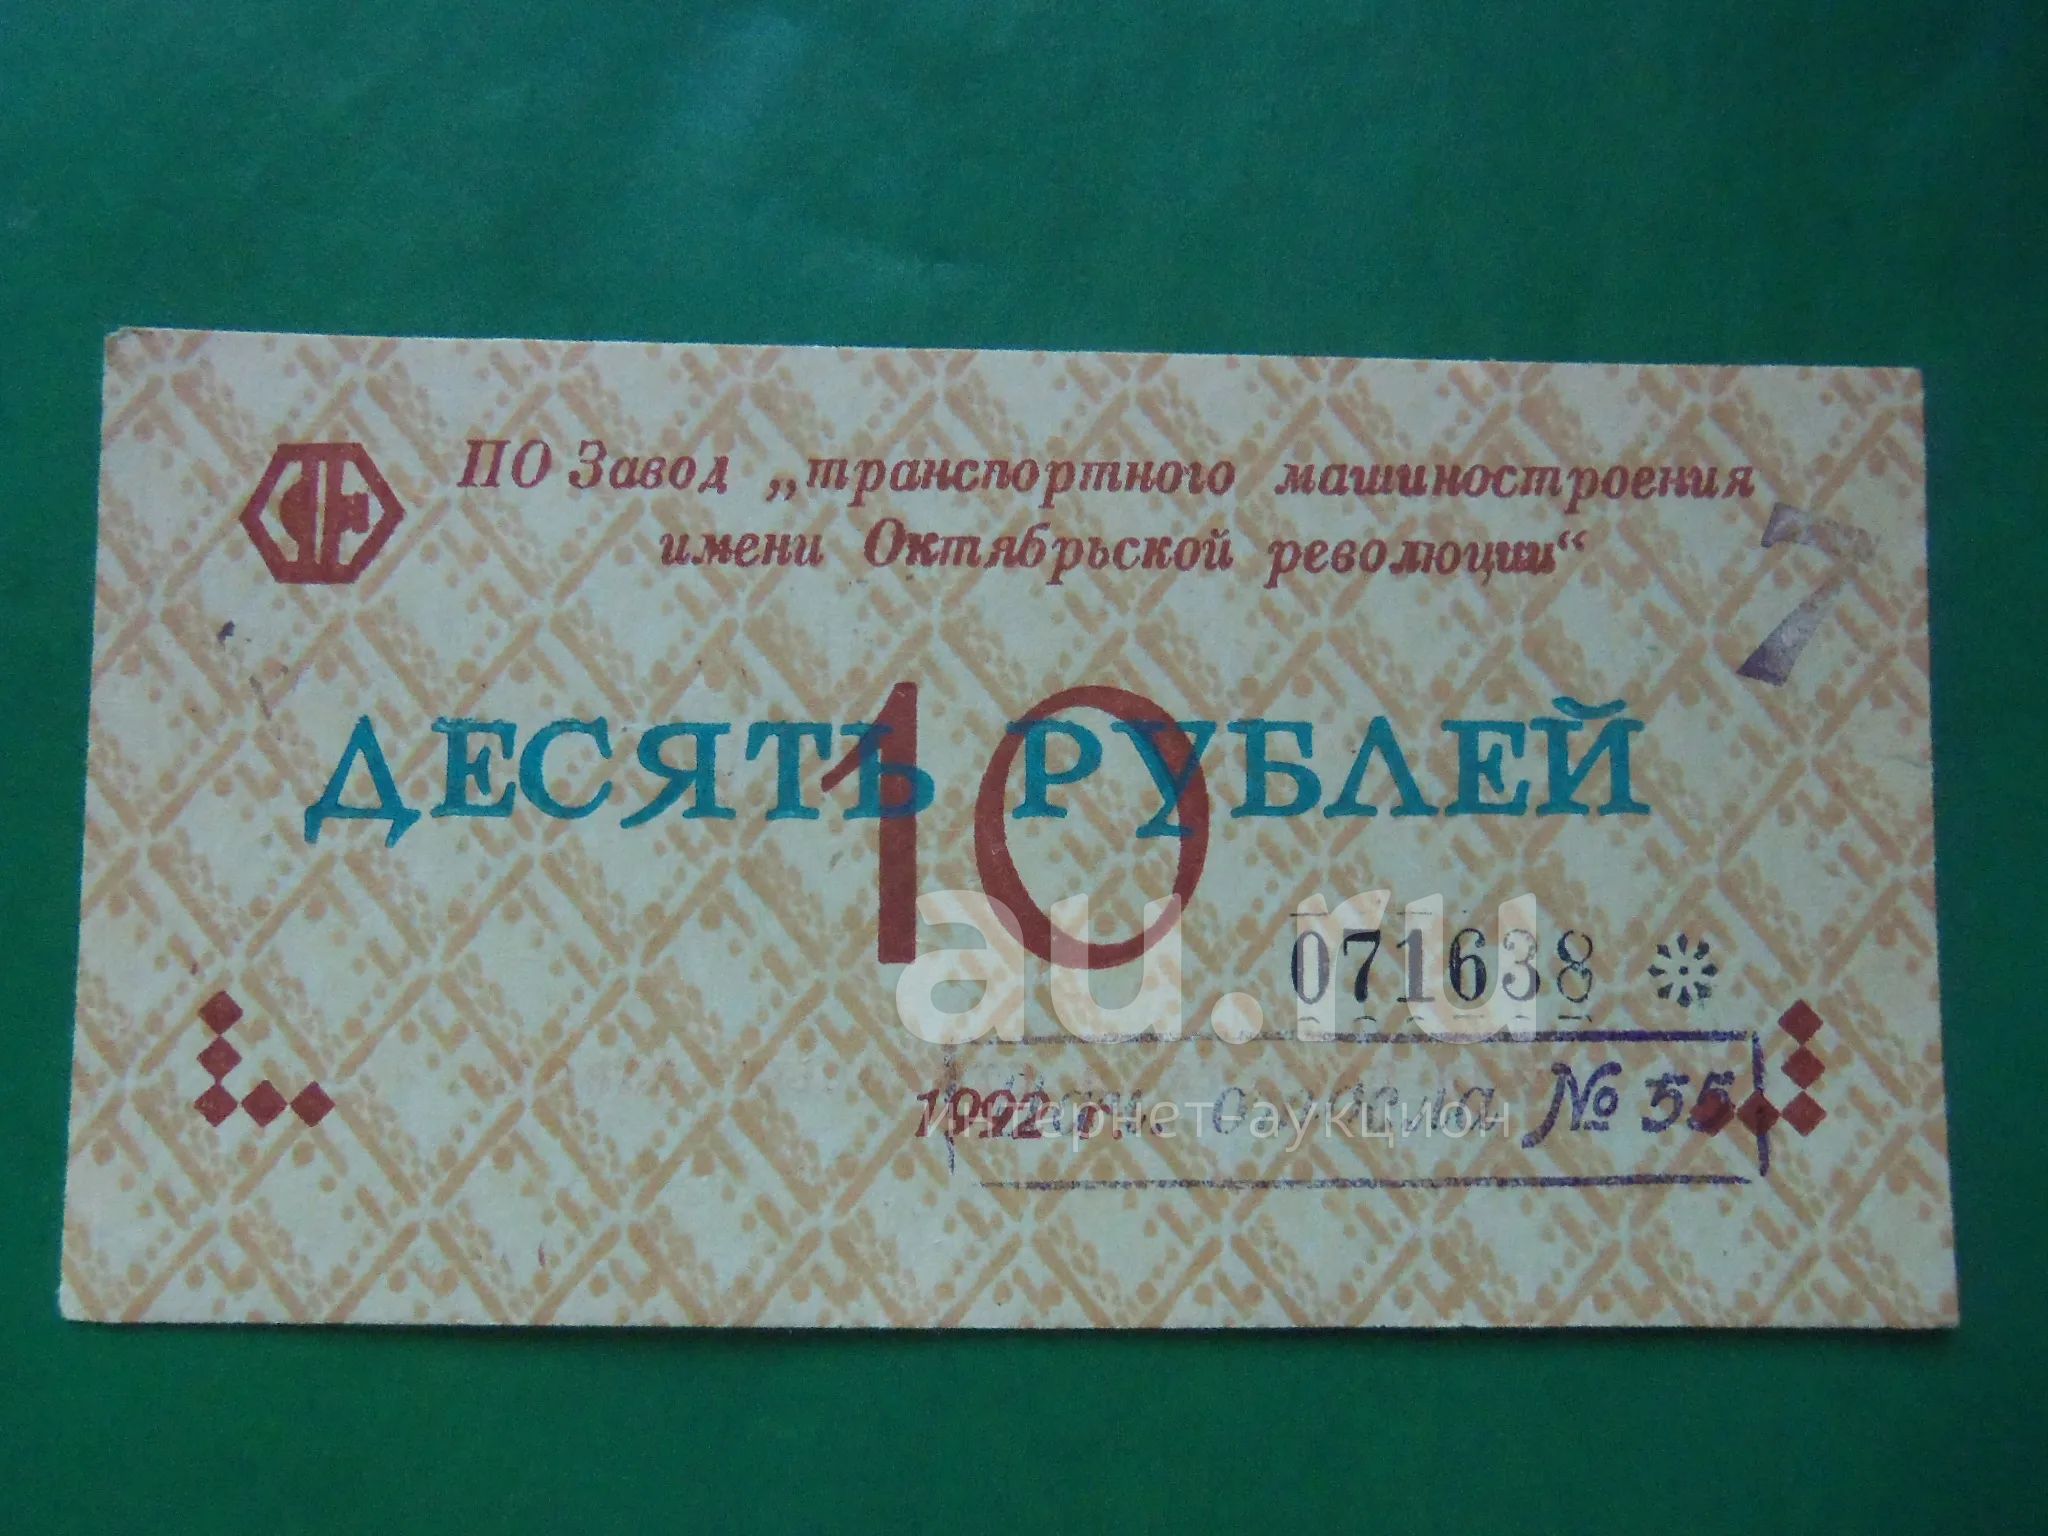 ПО Завод „транспортного машиностроения
имени Октябрьской революции“
7
ДЕСЯТЬ РУБЛЕЙ
10
071638
1992 г.
№ 55
au.ru
интернет-аукцион